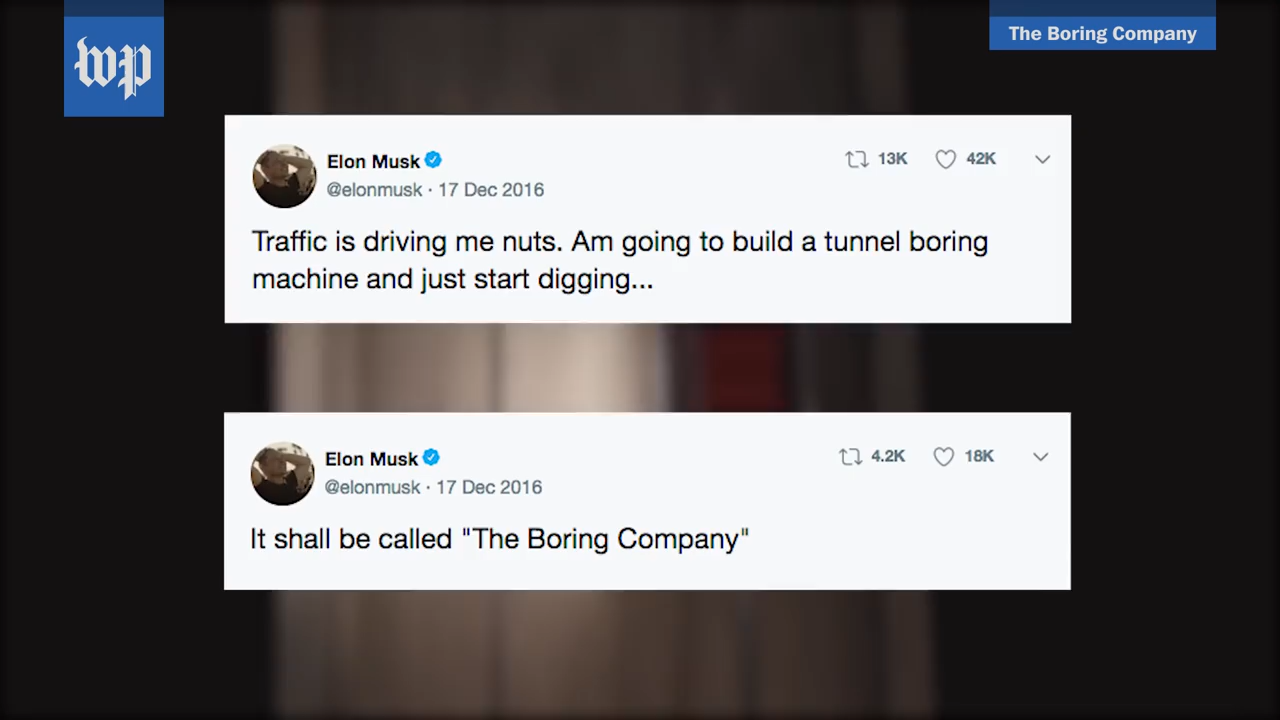 wp
The Boring Company
Elon Musk
13K
42K
@elonmusk · 17 Dec 2016
Traffic is driving me nuts. Am going to build a tunnel boring
machine and just start digging...
Elon Musk
4.2K
18K
@elonmusk · 17 Dec 2016
It shall be called "The Boring Company"